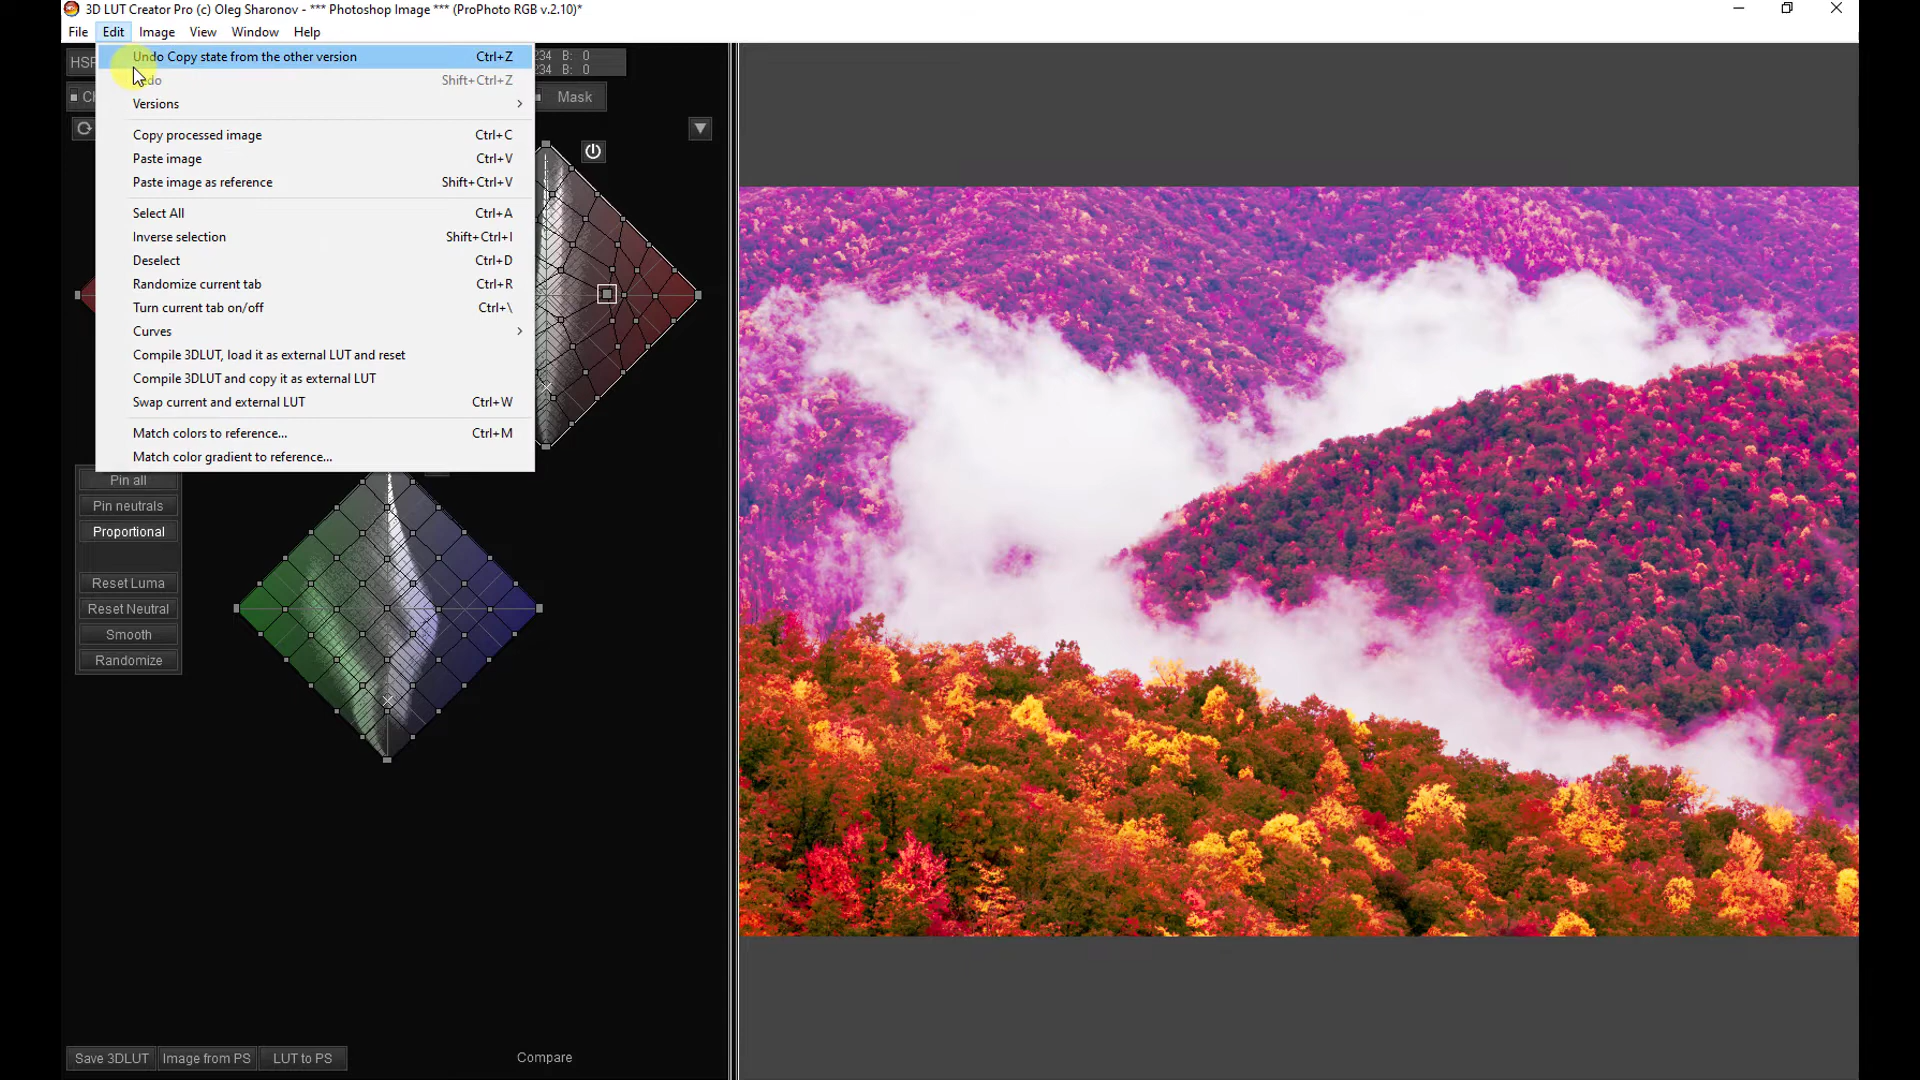 3D LUT Creator Pro (c) Oleg Sharonov - *** Photoshop Image *** (ProPhoto RGB v.2.10)*
File Edit Image View Window Help
Undo Copy state from the other version Ctrl+Z
Shift+Ctrl+Z
Versions
Copy processed image Ctrl+C
Paste image Ctrl+V
Paste image as reference Shift+Ctrl+V
Select All Ctrl+A
Inverse selection Shift+Ctrl+I
Deselect Ctrl+D
Randomize current tab Ctrl+R
Turn current tab on/off Ctrl+\
Curves
Compile 3DLUT, load it as external LUT and reset
Compile 3DLUT and copy it as external LUT
Swap current and external LUT Ctrl+W
Match colors to reference... Ctrl+M
Match color gradient to reference...
234 B: 0
234 B: 0
Mask
Pin all
Pin neutrals
Proportional
Reset Luma
Reset Neutral
Smooth
Randomize
Save 3DLUT Image from PS LUT to PS Compare